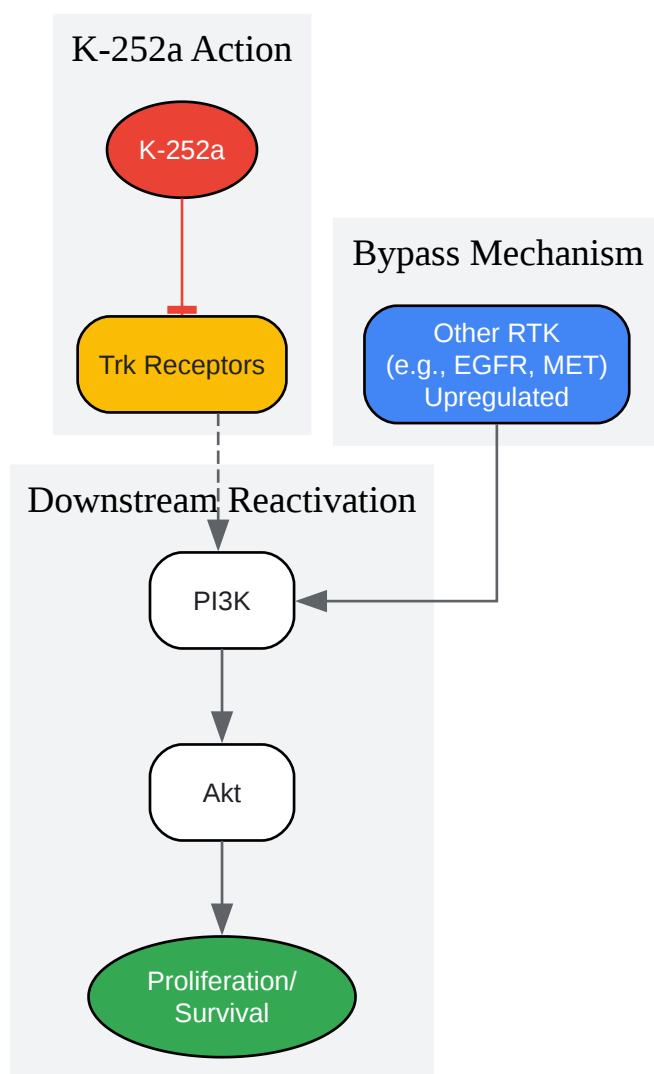 K-252a Action
K-252a
Trk Receptors
Bypass Mechanism
Other RTK
(e.g., EGFR, MET)
Upregulated
Downstream Reactivation
PI3K
Akt
Proliferation/
Survival